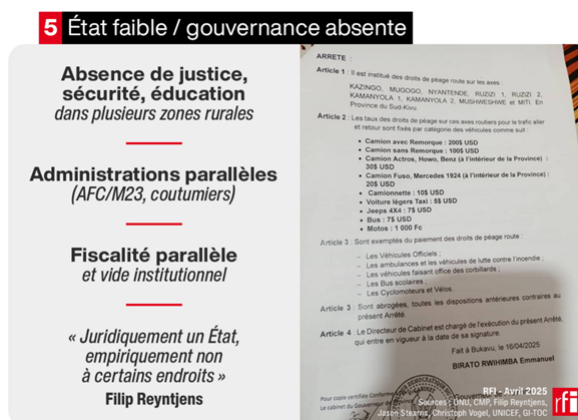 5 État faible / gouvernance absente
Absence de justice,
sécurité, éducation
dans plusieurs zones rurales
Administrations parallèles
(AFC/M23, coutumiers)
Fiscalité parallèle
et vide institutionnel
« Juridiquement un État,
empiriquement non
à certains endroits »
Filip Reyntjens
ARRETE :
Article 1 : Il est institué des droits de péage route sur les axes :
KAZINGO, MUGOGO, NYANTENDE, RUZIZI 1, RUZIZI 2,
KAMANYOLA 1, KAMANYOLA 2, MUSHWESHWE et MITI. En
Province du Sud-Kivu.
Article 2 : Les taux des droits de péage sur ces axes routiers pour le trafic aller
et retour sont fixés par catégorie des véhicules comme suit :
• Camion avec Remorque : 200$ USD
• Camion sans Remorque : 100$ USD
• Camion Actros, Howo, Benz (à l'intérieur de la Province) :
30$ USD
• Camion Fuso, Mercedes 1924 (à l'intérieur de la Province) :
20$ USD
• Camionnette : 10$ USD
• Voiture légers Taxi : 5$ USD
• Jeeps 4X4 : 7$ USD
• Bus : 7$ USD
• Motos : 1 000 Fc
Article 3 : Sont exemptés du paiement des droits de péage route :
– Les Véhicules Officiels ;
– Les ambulances et les véhicules de lutte contre l'incendie ;
– Les véhicules faisant office des corbillards ;
– Les Bus scolaires ;
– Les Cyclomoteurs et Vélos.
Article 3 : Sont abrogées, toutes les dispositions antérieures contraires au
présent Arrêté.
Article 4 : Le Directeur de Cabinet est chargé de l'exécution du présent Arrêté,
qui entre en vigueur à la date de sa signature.
Fait à Bukavu, le 16/04/2025
BIRATO RWIHIMBA Emmanuel
Pour copie certifiée Conforme
Le cabinet du Gouverneur
RFI - Avril 2025
Sources : ONU, CMP, Filip Reyntjens,
Jason Stearns, Christoph Vogel, UNICEF, GI-TOC
rfi